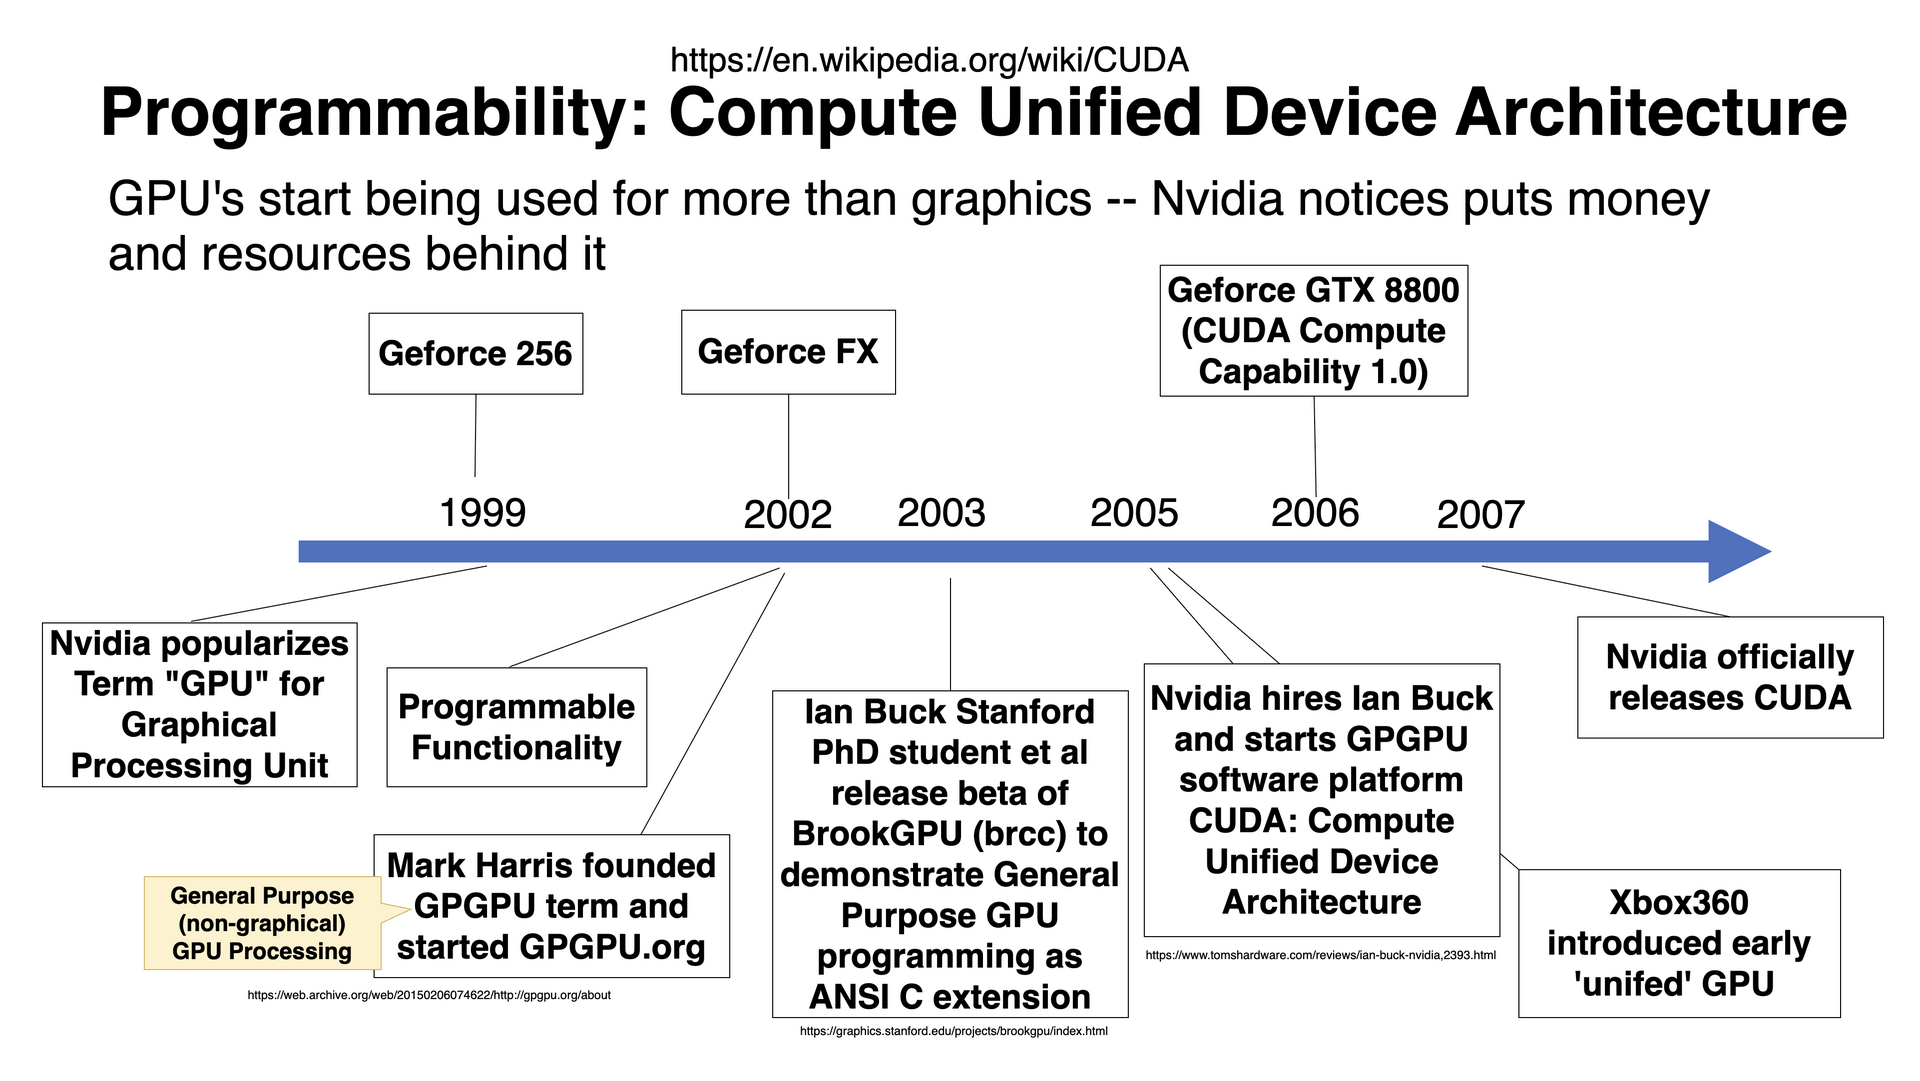 https://en.wikipedia.org/wiki/CUDA
Programmability: Compute Unified Device Architecture
GPU's start being used for more than graphics -- Nvidia notices puts money
and resources behind it
Geforce 256
Geforce FX
Geforce GTX 8800
(CUDA Compute
Capability 1.0)
1999
2002
2003
2005
2006
2007
Nvidia popularizes
Term "GPU" for
Graphical
Processing Unit
Programmable
Functionality
Mark Harris founded
GPGPU term and
started GPGPU.org
General Purpose
(non-graphical)
GPU Processing
https://web.archive.org/web/20150206074622/http://gpgpu.org/about
Ian Buck Stanford
PhD student et al
release beta of
BrookGPU (brcc) to
demonstrate General
Purpose GPU
programming as
ANSI C extension
https://graphics.stanford.edu/projects/brookgpu/index.html
Nvidia hires Ian Buck
and starts GPGPU
software platform
CUDA: Compute
Unified Device
Architecture
https://www.tomshardware.com/reviews/ian-buck-nvidia,2393.html
Xbox360
introduced early
'unifed' GPU
Nvidia officially
releases CUDA